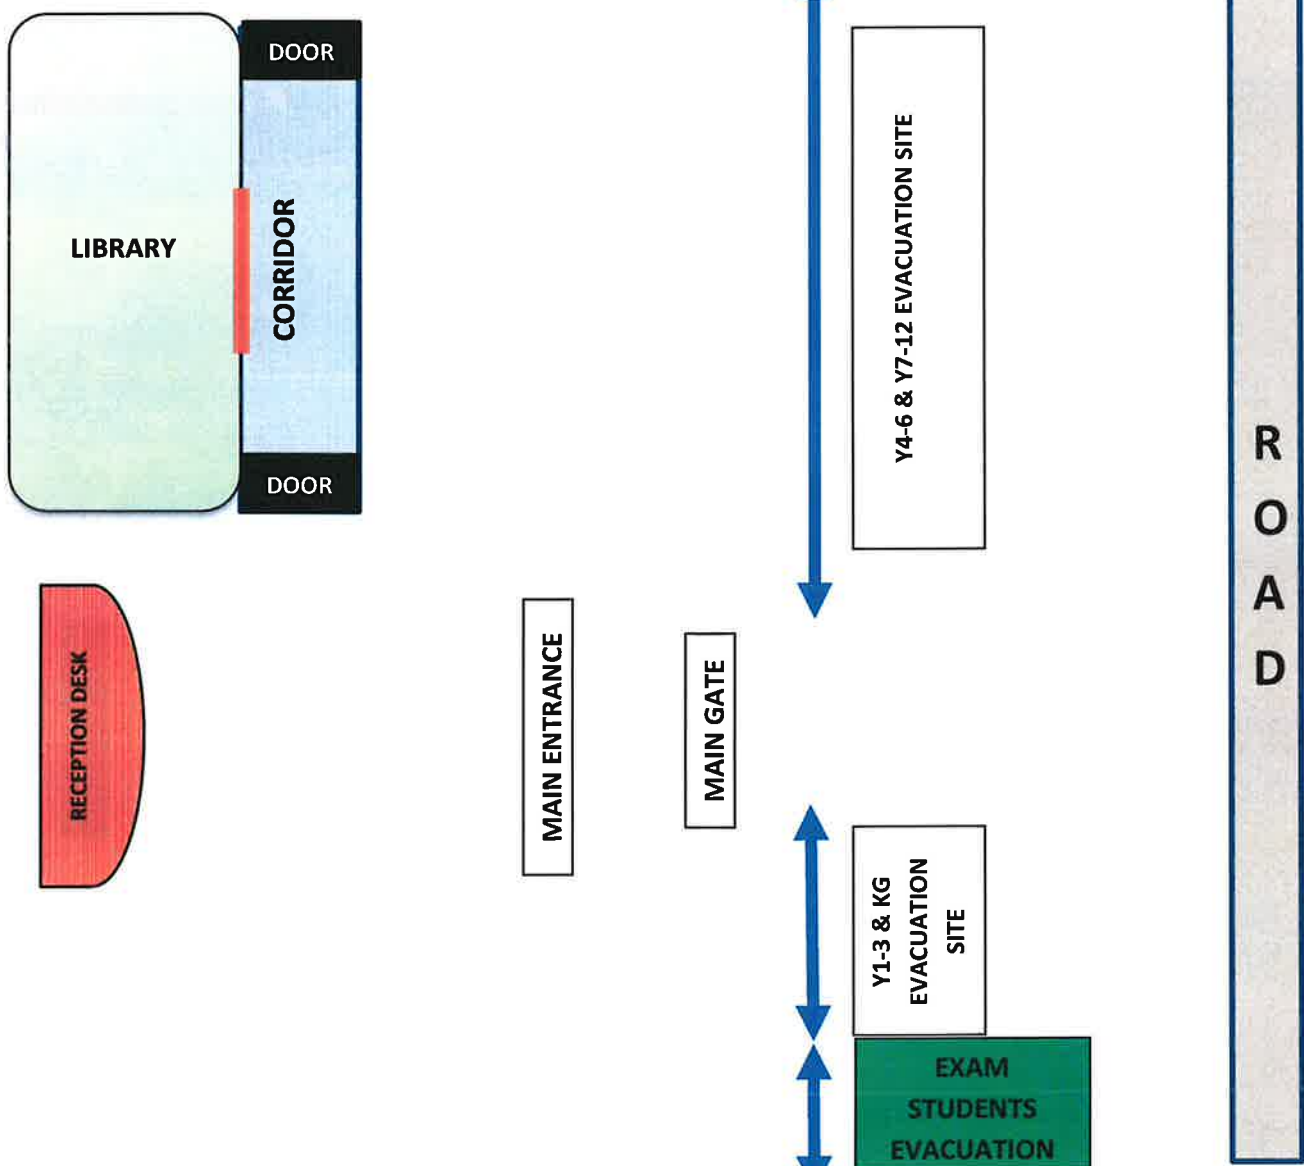 DOOR
LIBRARY
CORRIDOR
DOOR
RECEPTION DESK
MAIN ENTRANCE
MAIN GATE
Y4-6 & Y7-12 EVACUATION SITE
Y1-3 & KG
EVACUATION
SITE
EXAM
STUDENTS
EVACUATION
ROAD